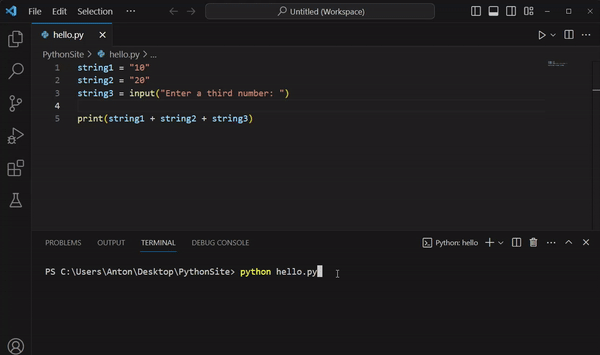 File Edit Selection ··· Untitled (Workspace)
hello.py
PythonSite > hello.py > ...
1 string1 = "10"
2 string2 = "20"
3 string3 = input("Enter a third number: ")
4
5 print(string1 + string2 + string3)
PROBLEMS OUTPUT TERMINAL DEBUG CONSOLE Python: hello
PS C:\Users\Anton\Desktop\PythonSite> python hello.py